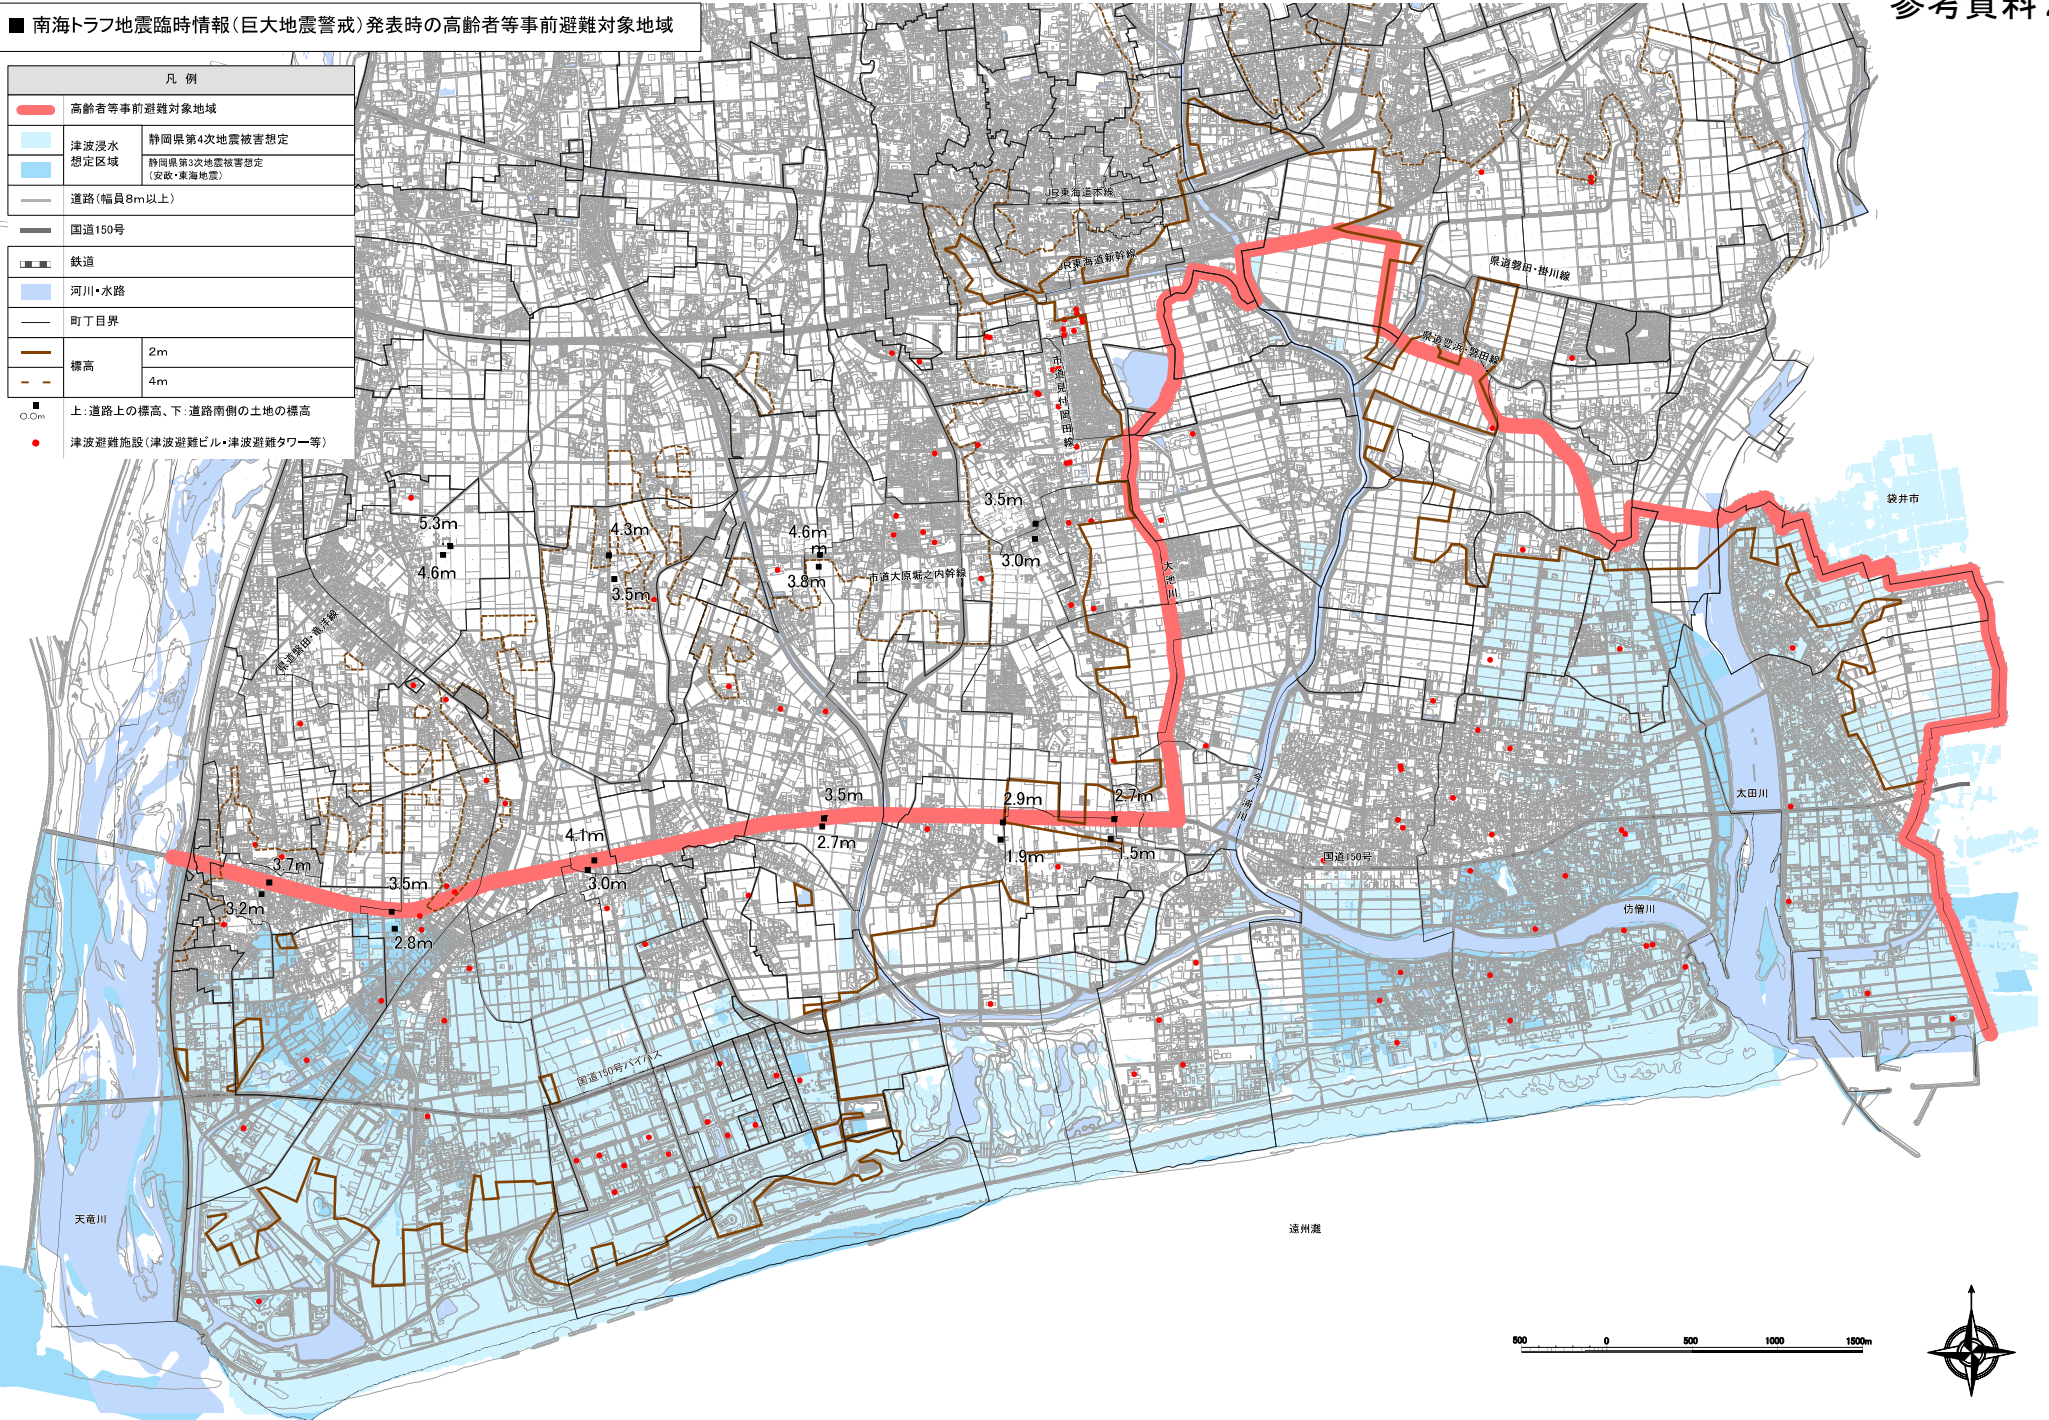 参考資料
■ 南海トラフ地震臨時情報(巨大地震警戒)発表時の高齢者等事前避難対象地域
凡 例
高齢者等事前避難対象地域
津波浸水
想定区域
静岡県第4次地震被害想定
静岡県第3次地震被害想定
(安政・東海地震)
道路(幅員8m以上)
国道150号
鉄道
河川・水路
町丁目界
標高
2m
4m
0.0m
上:道路上の標高、下:道路南側の土地の標高
津波避難施設(津波避難ビル・津波避難タワー等)
JR東海道本線
JR東海道新幹線
県道磐田・掛川線
県道豊浜・磐田線
市道見付岡田線
袋井市
3.5m
3.0m
5.3m
4.6m
4.3m
3.5m
4.6m
m
3.8m
市道大原堀之内幹線
大池川
県道磐田・竜洋線
今ノ浦川
太田川
3.5m
2.7m
2.9m
1.9m
2.7m
1.5m
4.1m
3.0m
国道150号
3.7m
3.2m
3.5m
2.8m
仿僧川
国道150号バイパス
天竜川
遠州灘
500
0
500
1000
1500m